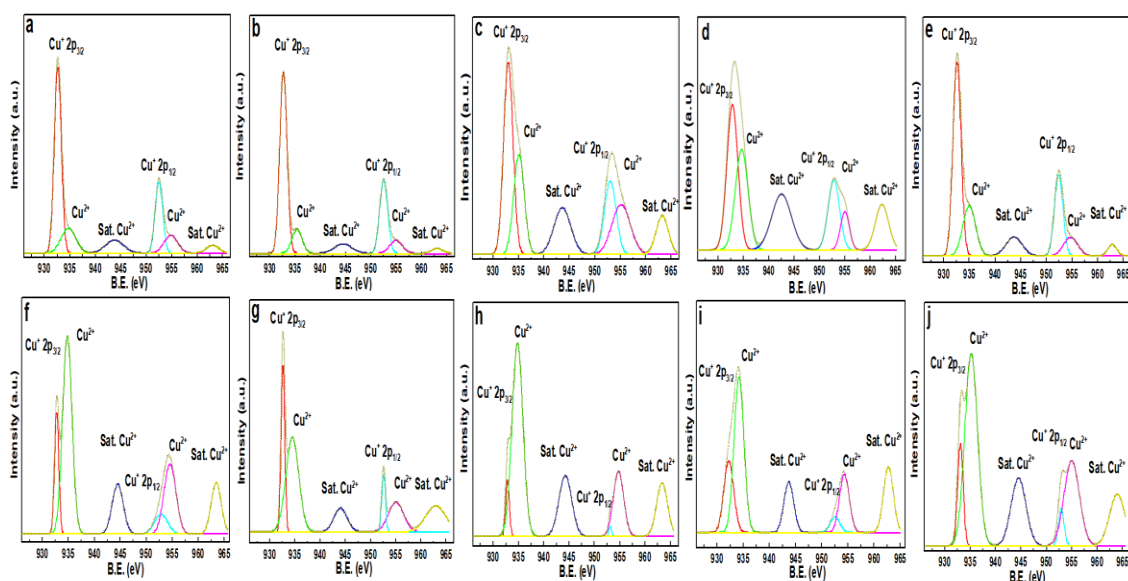 a
Cu⁺ 2p3/2
Cu²⁺
Sat. Cu²⁺
Cu⁺ 2p1/2
Cu²⁺
Sat. Cu²⁺
Intensity (a.u.)
930 935 940 945 950 955 960 965
B.E. (eV)
b
Cu⁺ 2p3/2
Cu²⁺
Sat. Cu²⁺
Cu⁺ 2p1/2
Cu²⁺
Sat. Cu²⁺
Intensity (a.u.)
930 935 940 945 950 955 960 965
B.E. (eV)
c
Cu⁺ 2p3/2
Cu²⁺
Sat. Cu²⁺
Cu⁺ 2p1/2
Cu²⁺
Sat. Cu²⁺
Intensity (a.u.)
930 935 940 945 950 955 960 965
B.E. (eV)
d
Cu⁺ 2p3/2
Cu²⁺
Sat. Cu²⁺
Cu⁺ 2p1/2
Cu²⁺
Sat. Cu²⁺
Intensity (a.u.)
930 935 940 945 950 955 960 965
B.E. (eV)
e
Cu⁺ 2p3/2
Cu²⁺
Sat. Cu²⁺
Cu⁺ 2p1/2
Cu²⁺
Sat. Cu²⁺
Intensity (a.u.)
930 935 940 945 950 955 960 965
B.E. (eV)
f
Cu⁺ 2p3/2
Cu²⁺
Sat. Cu²⁺
Cu⁺ 2p1/2
Cu²⁺
Sat. Cu²⁺
Intensity (a.u.)
930 935 940 945 950 955 960 965
B.E. (eV)
g
Cu⁺ 2p3/2
Cu²⁺
Sat. Cu²⁺
Cu⁺ 2p1/2
Cu²⁺
Sat. Cu²⁺
Intensity (a.u.)
930 935 940 945 950 955 960 965
B.E. (eV)
h
Cu⁺ 2p3/2
Cu²⁺
Sat. Cu²⁺
Cu⁺ 2p1/2
Cu²⁺
Sat. Cu²⁺
Intensity (a.u.)
930 935 940 945 950 955 960 965
B.E. (eV)
i
Cu⁺ 2p3/2
Cu²⁺
Sat. Cu²⁺
Cu⁺ 2p1/2
Cu²⁺
Sat. Cu²⁺
Intensity (a.u.)
930 935 940 945 950 955 960 965
B.E. (eV)
j
Cu⁺ 2p3/2
Cu²⁺
Sat. Cu²⁺
Cu⁺ 2p1/2
Cu²⁺
Sat. Cu²⁺
Intensity (a.u.)
930 935 940 945 950 955 960 965
B.E. (eV)